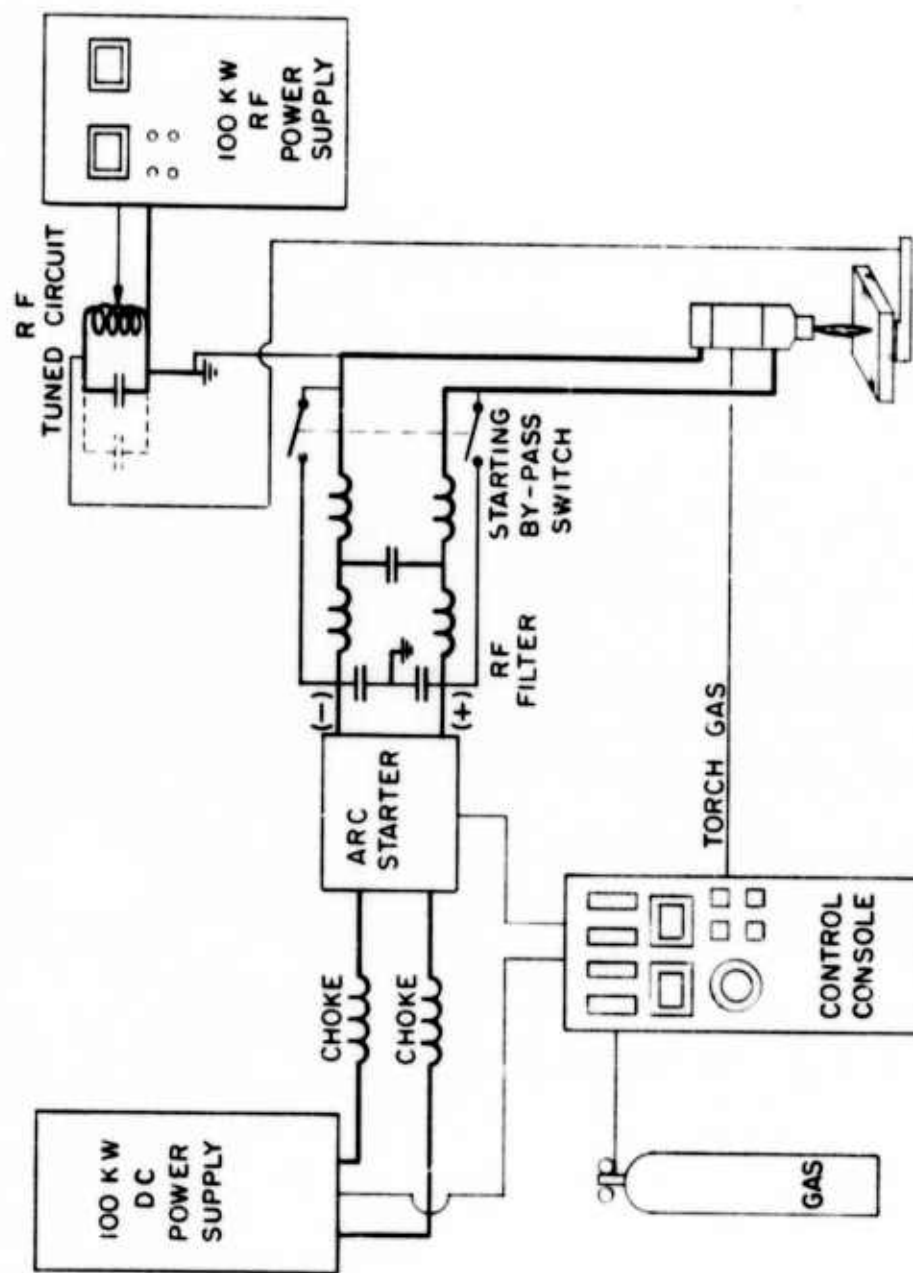 100 KW
DC
POWER
SUPPLY
CHOKE
CHOKE
ARC
STARTER
(-)
(+)
RF
FILTER
STARTING
BY-PASS
SWITCH
R F
TUNED CIRCUIT
100 KW
RF
POWER
SUPPLY
GAS
CONTROL
CONSOLE
TORCH GAS